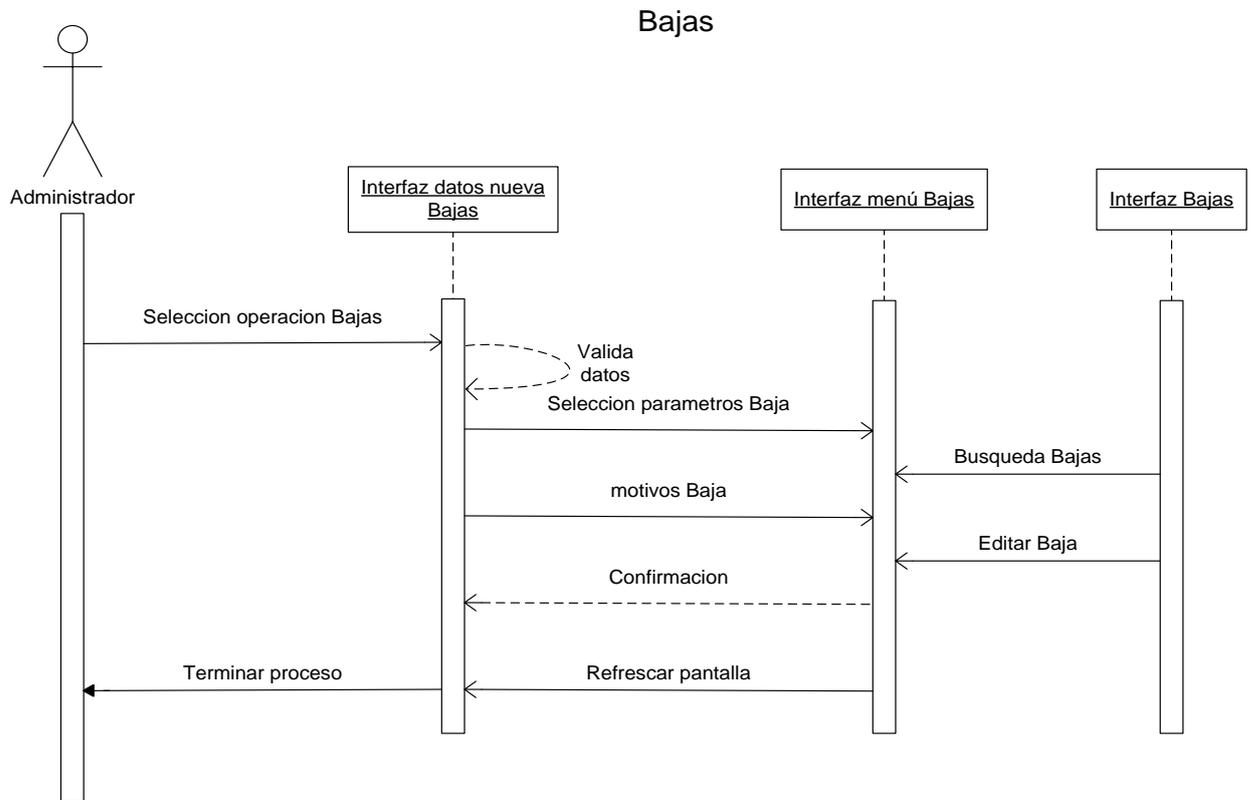 Bajas
Administrador
Interfaz datos nueva
Bajas
Interfaz menú Bajas
Interfaz Bajas
Seleccion operacion Bajas
Valida
datos
Seleccion parametros Baja
Busqueda Bajas
motivos Baja
Editar Baja
Confirmacion
Terminar proceso
Refrescar pantalla